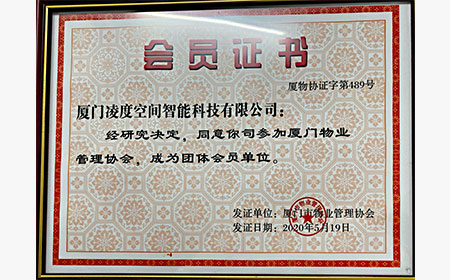 会员证书
厦物协证字第489号
厦门凌度空间智能科技有限公司：
经研究决定，同意你司参加厦门物业
管理协会，成为团体会员单位。
发证单位：厦门市物业管理协会
发证日期：2020年5月19日